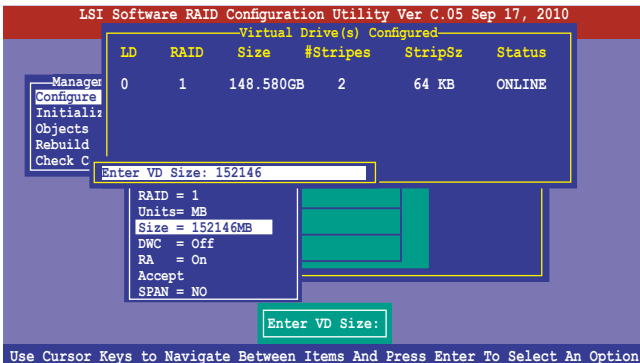 LSI Software RAID Configuration Utility Ver C.05 Sep 17, 2010
Virtual Drive(s) Configured
LD RAID Size #Stripes StripSz Status
0 1 148.580GB 2 64 KB ONLINE
Managem
Configure
Initializ
Objects
Rebuild
Check C
Enter VD Size: 152146
RAID = 1
Units= MB
Size = 152146MB
DWC = Off
RA = On
Accept
SPAN = NO
Enter VD Size:
Use Cursor Keys to Navigate Between Items And Press Enter To Select An Option